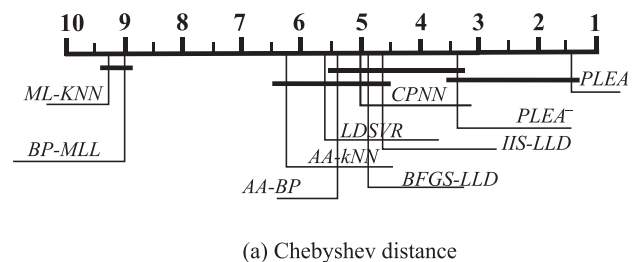 10 9 8 7 6 5 4 3 2 1
PLEA
ML-KNN CPNN
PLEA⁻
LDSVR IIS-LLD
BP-MLL AA-kNN
AA-BP BFGS-LLD
(a) Chebyshev distance